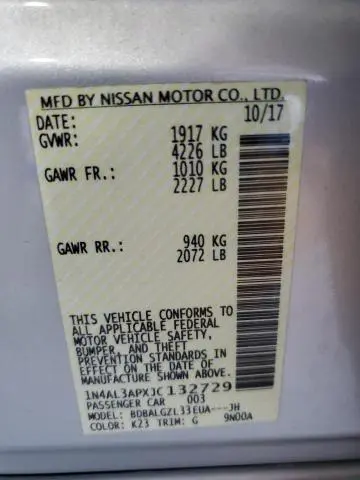 MFD BY NISSAN MOTOR CO., LTD.
DATE: 10/17
GVWR: 1917 KG
4226 LB
GAWR FR.: 1010 KG
2227 LB
GAWR RR.: 940 KG
2072 LB
THIS VEHICLE CONFORMS TO
ALL APPLICABLE FEDERAL
MOTOR VEHICLE SAFETY,
BUMPER, AND THEFT
PREVENTION STANDARDS IN
EFFECT ON THE DATE OF
MANUFACTURE SHOWN ABOVE.
1N4AL3APXJC132729
PASSENGER CAR 003
MODEL: BDBALGZL33EUA---JH
COLOR: K23 TRIM: G 9N00A